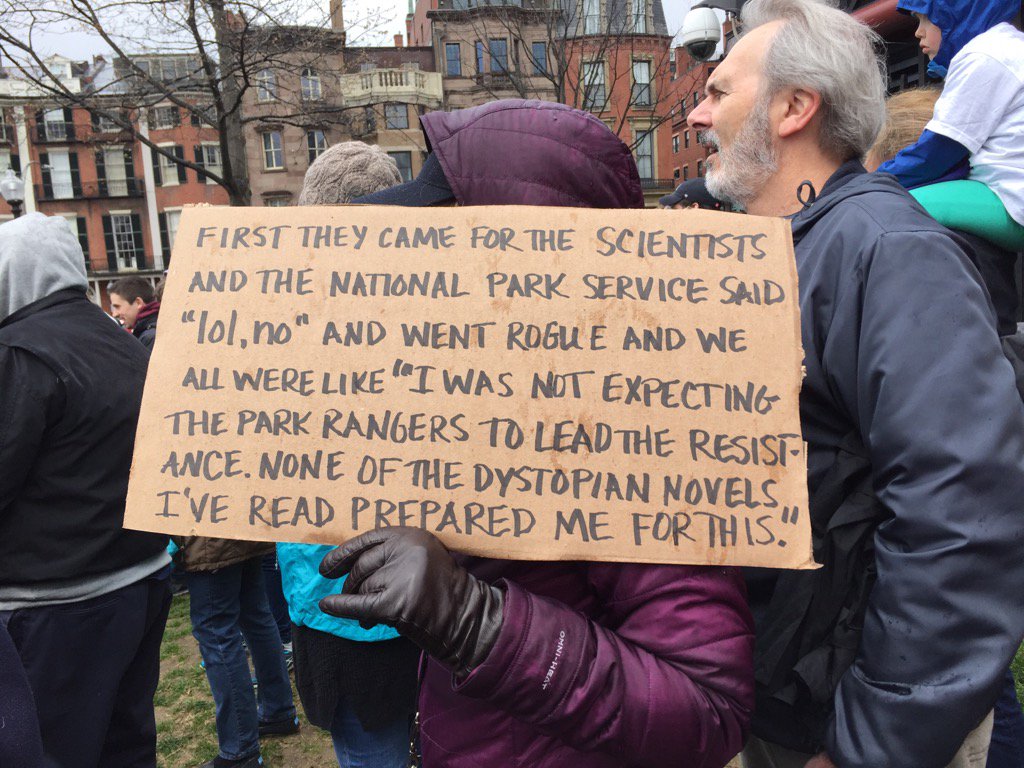 FIRST THEY CAME FOR THE SCIENTISTS
AND THE NATIONAL PARK SERVICE SAID
"lol, no" AND WENT ROGUE AND WE
ALL WERE LIKE "I WAS NOT EXPECTING
THE PARK RANGERS TO LEAD THE RESIST-
ANCE. NONE OF THE DYSTOPIAN NOVELS
I'VE READ PREPARED ME FOR THIS."
OMNI-HEAT